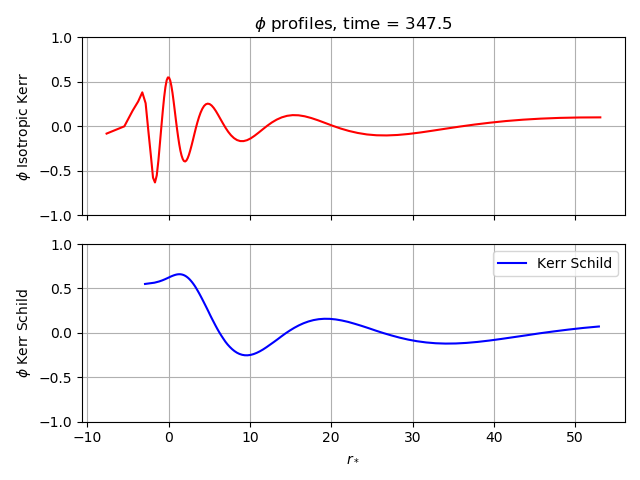 ϕ profiles, time = 347.5
1.0
0.5
0.0
−0.5
−1.0
ϕ Isotropic Kerr
1.0
0.5
0.0
−0.5
−1.0
ϕ Kerr Schild
Kerr Schild
−10 0 10 20 30 40 50
r*